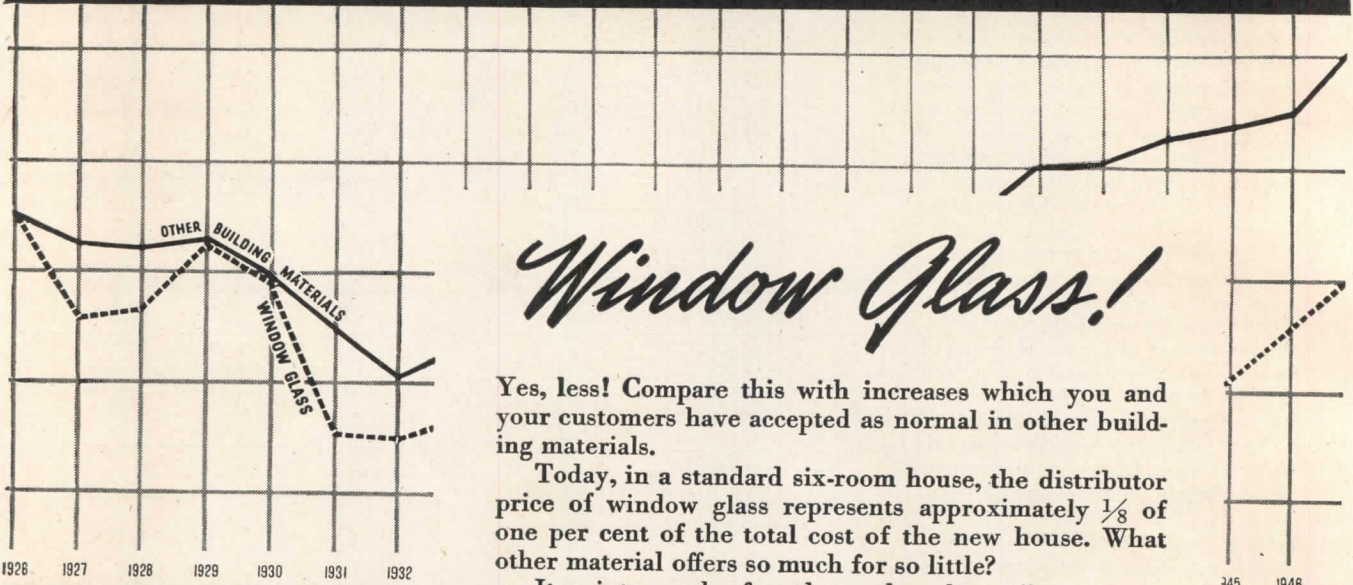 OTHER BUILDING MATERIALS
WINDOW GLASS
Window Glass!
Yes, less! Compare this with increases which you and
your customers have accepted as normal in other build-
ing materials.
Today, in a standard six-room house, the distributor
price of window glass represents approximately ⅛ of
one per cent of the total cost of the new house. What
other material offers so much for so little?
1926 1927 1928 1929 1930 1931 1932
1946